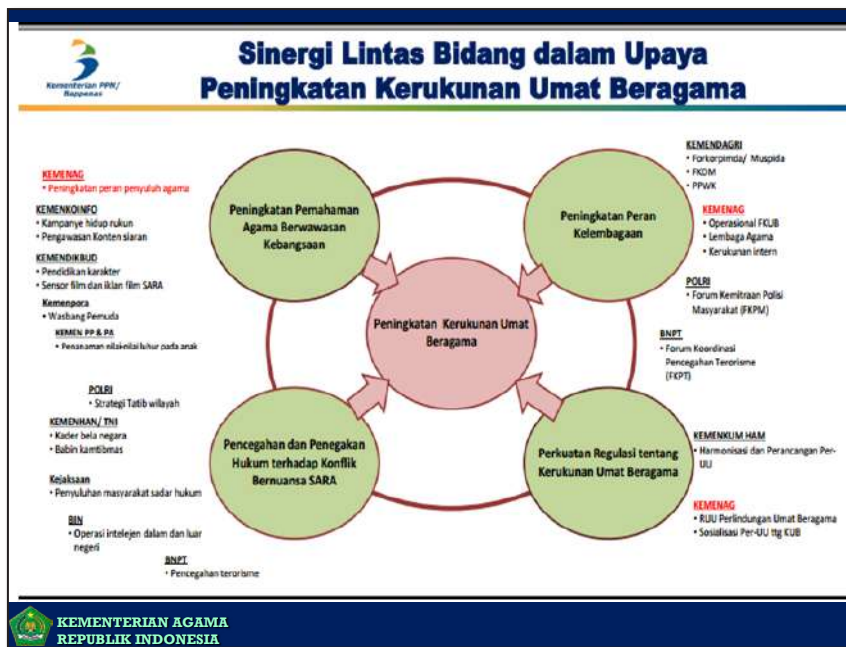 Sinergi Lintas Bidang dalam Upaya
Peningkatan Kerukunan Umat Beragama
Kementerian PPN/
Bappenas
KEMENAG
• Peningkatan peran penyuluh agama
KEMENKOINFO
• Kampanye hidup rukun
• Pengawasan Konten siaran
KEMENDIKBUD
• Pendidikan karakter
• Sensor film dan iklan film SARA
Kemenpora
• Wasbang Pemuda
KEMEN PP & PA
• Penanaman nilai-nilai luhur pada anak
POLRI
• Strategi Tatib wilayah
KEMENHAN/ TNI
• Kader bela negara
• Babin kamtibmas
Kejaksaan
• Penyuluhan masyarakat sadar hukum
BIN
• Operasi intelejen dalam dan luar
negeri
BNPT
• Pencegahan terorisme
Peningkatan Pemahaman
Agama Berwawasan
Kebangsaan
Peningkatan Peran
Kelembagaan
Peningkatan Kerukunan Umat
Beragama
Pencegahan dan Penegakan
Hukum terhadap Konflik
Bernuansa SARA
Perkuatan Regulasi tentang
Kerukunan Umat Beragama
KEMENDAGRI
• Forkorpimda/ Muspida
• FKDM
• PPWK
KEMENAG
• Operasional FKUB
• Lembaga Agama
• Kerukunan intern
POLRI
• Forum Kemitraan Polisi
Masyarakat (FKPM)
BNPT
• Forum Koordinasi
Pencegahan Terorisme
(FKPT)
KEMENKUM HAM
• Harmonisasi dan Perancangan Per-
UU
KEMENAG
• RUU Perlindungan Umat Beragama
• Sosialisasi Per-UU ttg KUB
KEMENTERIAN AGAMA
REPUBLIK INDONESIA